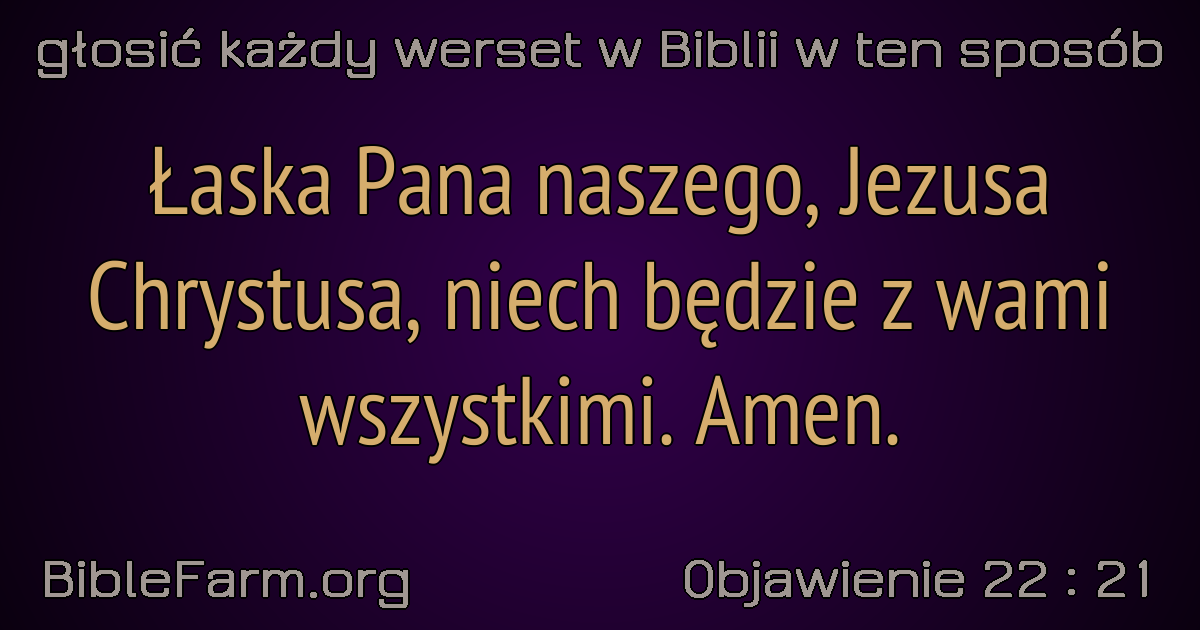 głosić każdy werset w Biblii w ten sposób
Łaska Pana naszego, Jezusa
Chrystusa, niech będzie z wami
wszystkimi. Amen.
BibleFarm.org
Objawienie 22 : 21